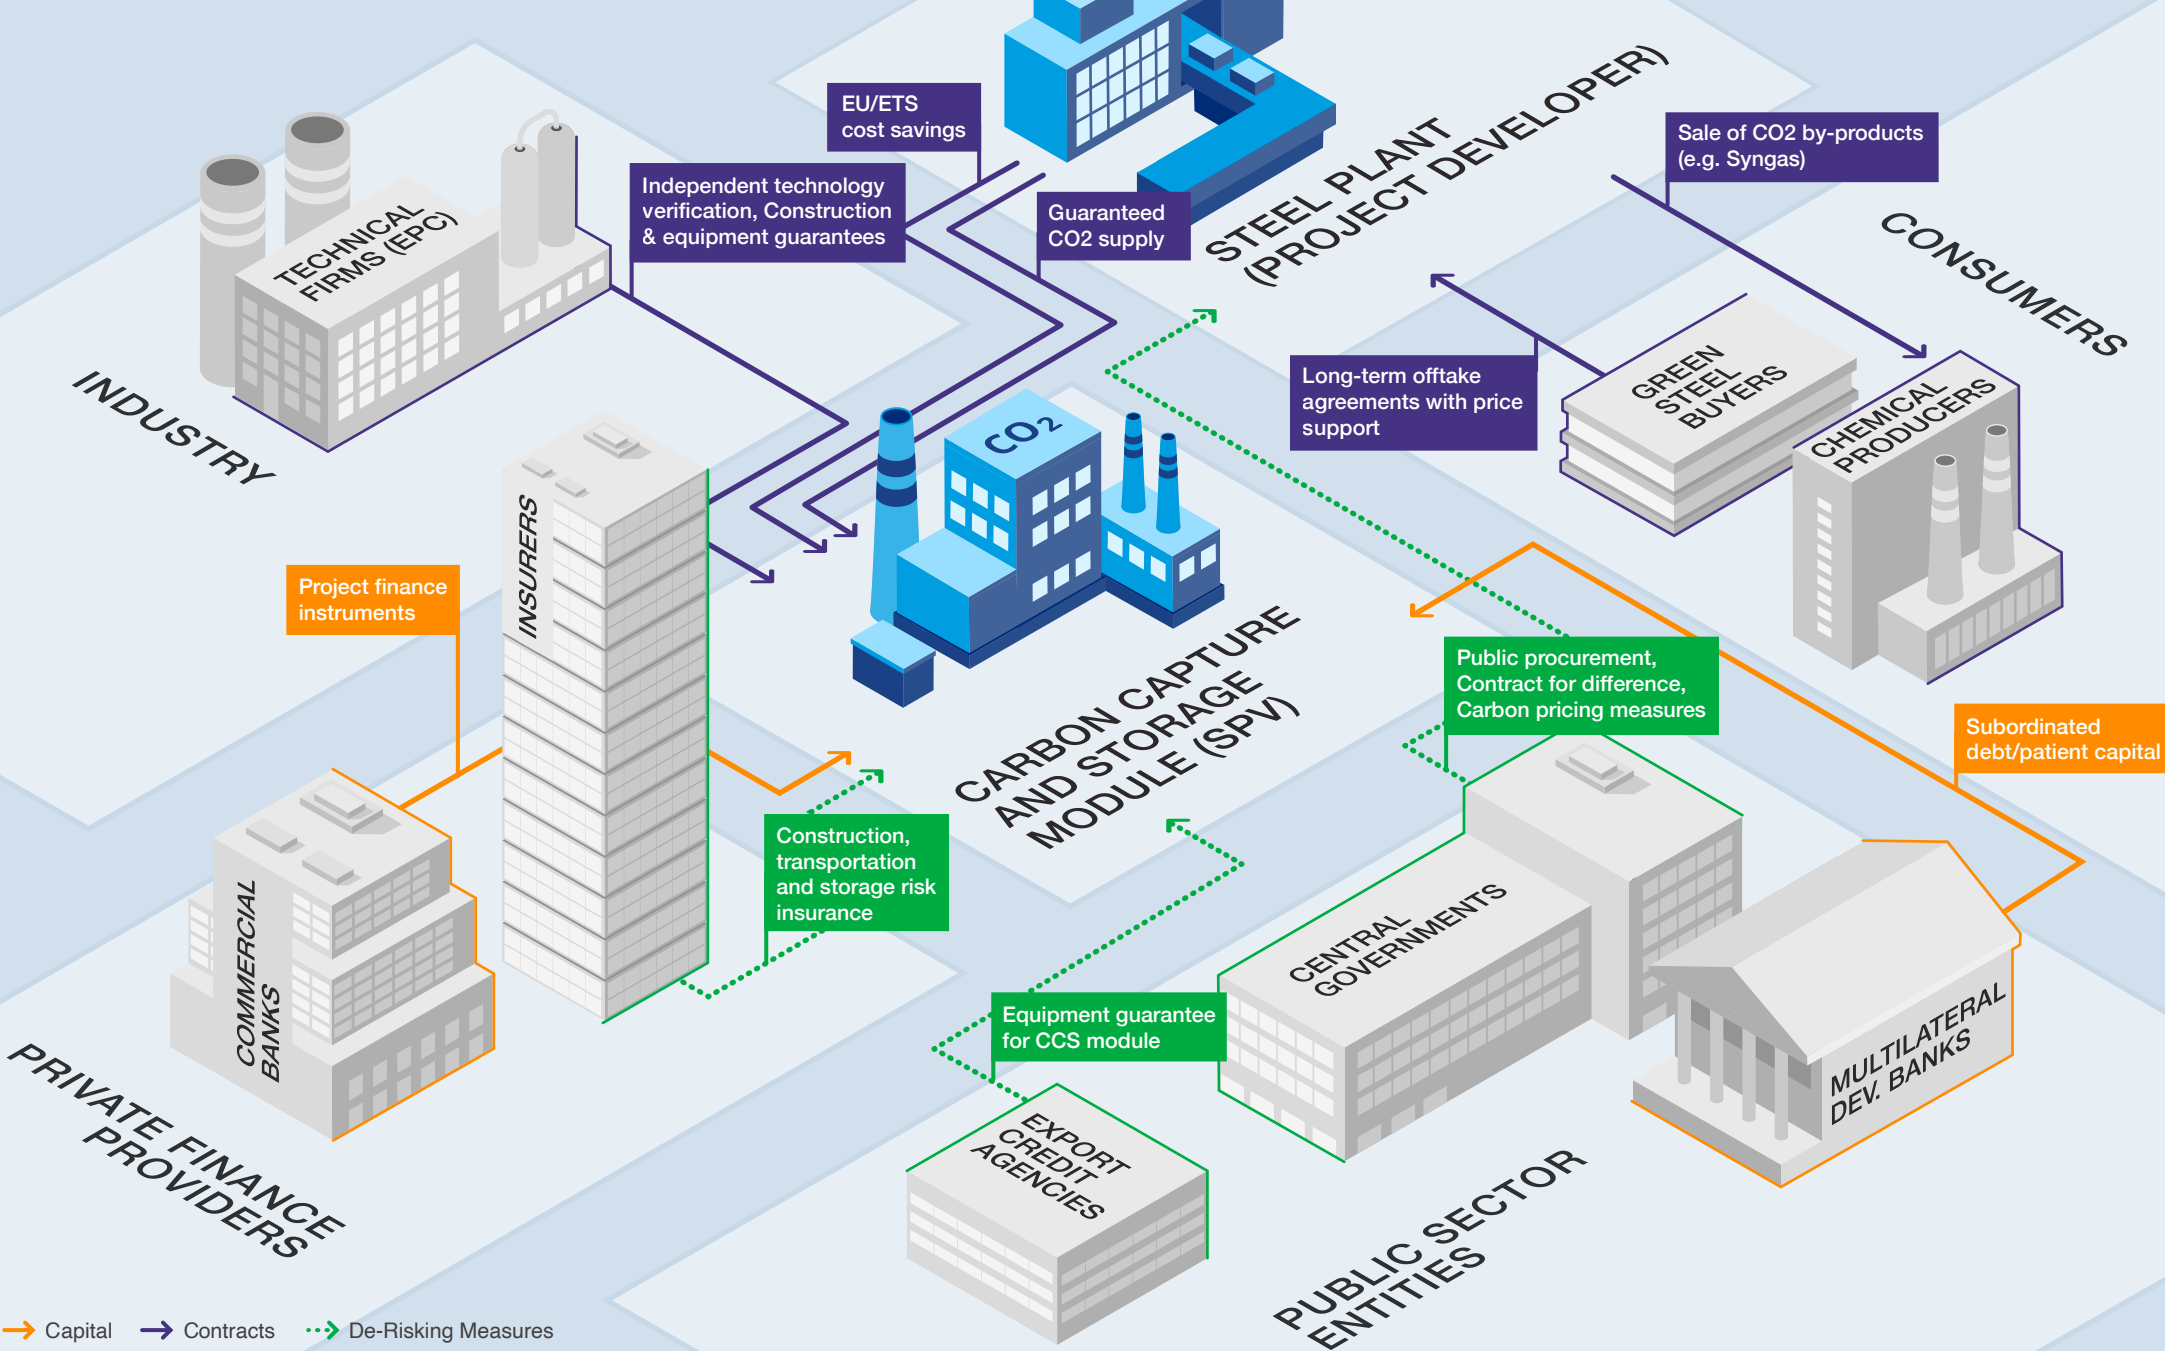 EU/ETS
cost savings
Independent technology
verification, Construction
& equipment guarantees
Guaranteed
CO2 supply
STEEL PLANT
(PROJECT DEVELOPER)
Sale of CO2 by-products
(e.g. Syngas)
CONSUMERS
TECHNICAL
FIRMS (EPC)
INDUSTRY
Long-term offtake
agreements with price
support
GREEN
STEEL
BUYERS
CHEMICAL
PRODUCERS
CO2
INSURERS
Project finance
instruments
CARBON CAPTURE
AND STORAGE
MODULE (SPV)
Public procurement,
Contract for difference,
Carbon pricing measures
Subordinated
debt/patient capital
Construction,
transportation
and storage risk
insurance
COMMERCIAL
BANKS
CENTRAL
GOVERNMENTS
Equipment guarantee
for CCS module
MULTILATERAL
DEV. BANKS
EXPORT
CREDIT
AGENCIES
PRIVATE FINANCE
PROVIDERS
PUBLIC SECTOR
ENTITIES
Capital
Contracts
De-Risking Measures